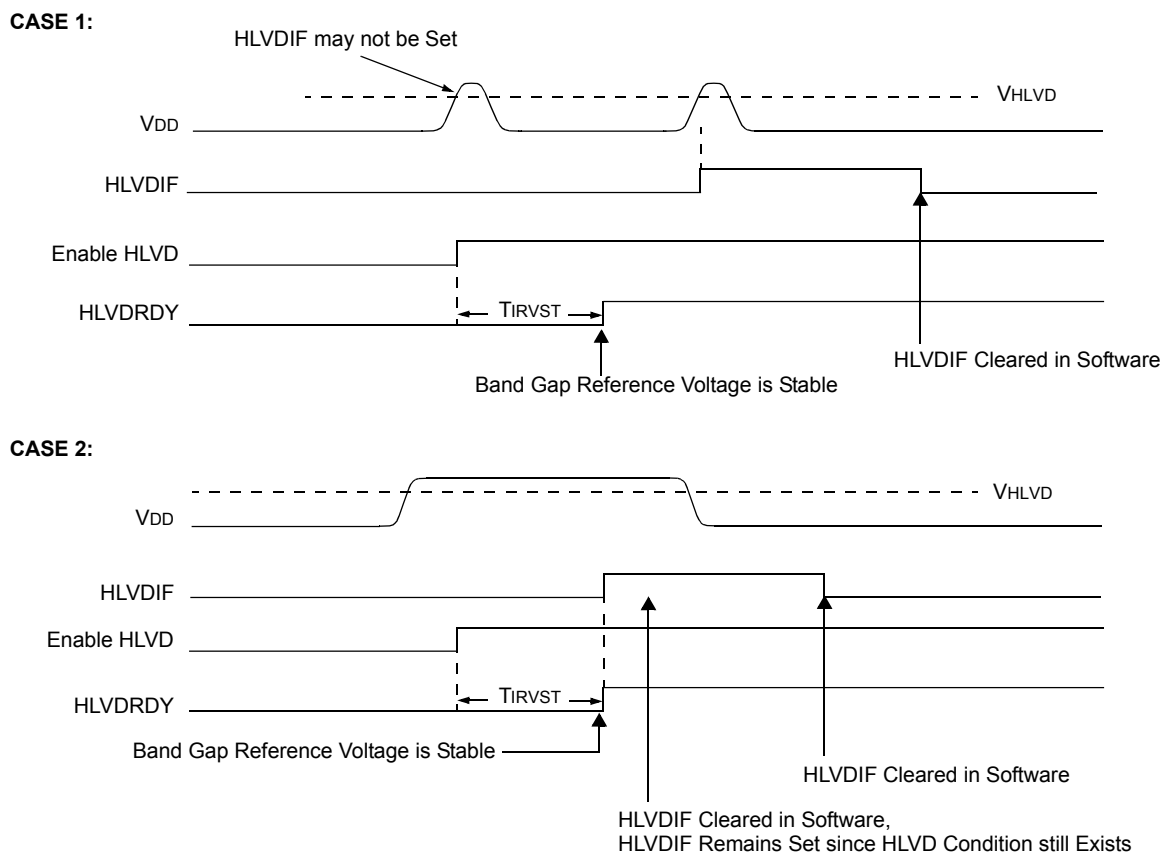 CASE 1:
HLVDIF may not be Set
VHLVD
VDD
HLVDIF
Enable HLVD
HLVDRDY
TIRVST
HLVDIF Cleared in Software
Band Gap Reference Voltage is Stable
CASE 2:
VHLVD
VDD
HLVDIF
Enable HLVD
HLVDRDY
TIRVST
Band Gap Reference Voltage is Stable
HLVDIF Cleared in Software
HLVDIF Cleared in Software,
HLVDIF Remains Set since HLVD Condition still Exists